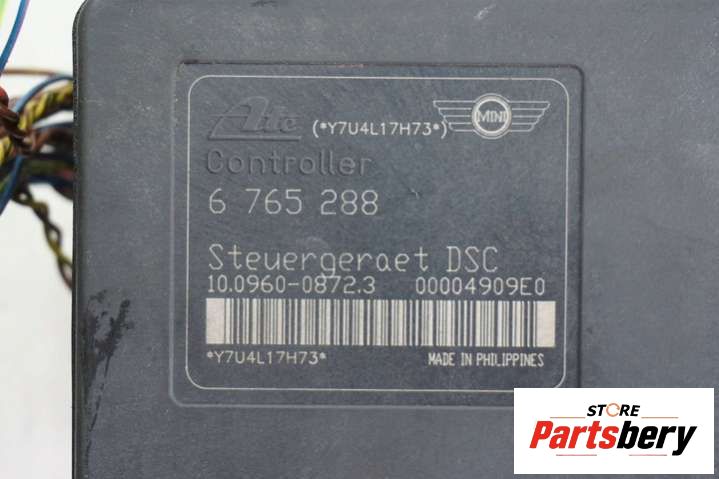 Ate (*Y7U4L17H73*) MINI
Controller
6 765 288
Steuergeraet DSC
10.0960-0872.3 00004909E0
*Y7U4L17H73* MADE IN PHILIPPINES
STORE
Partsbery